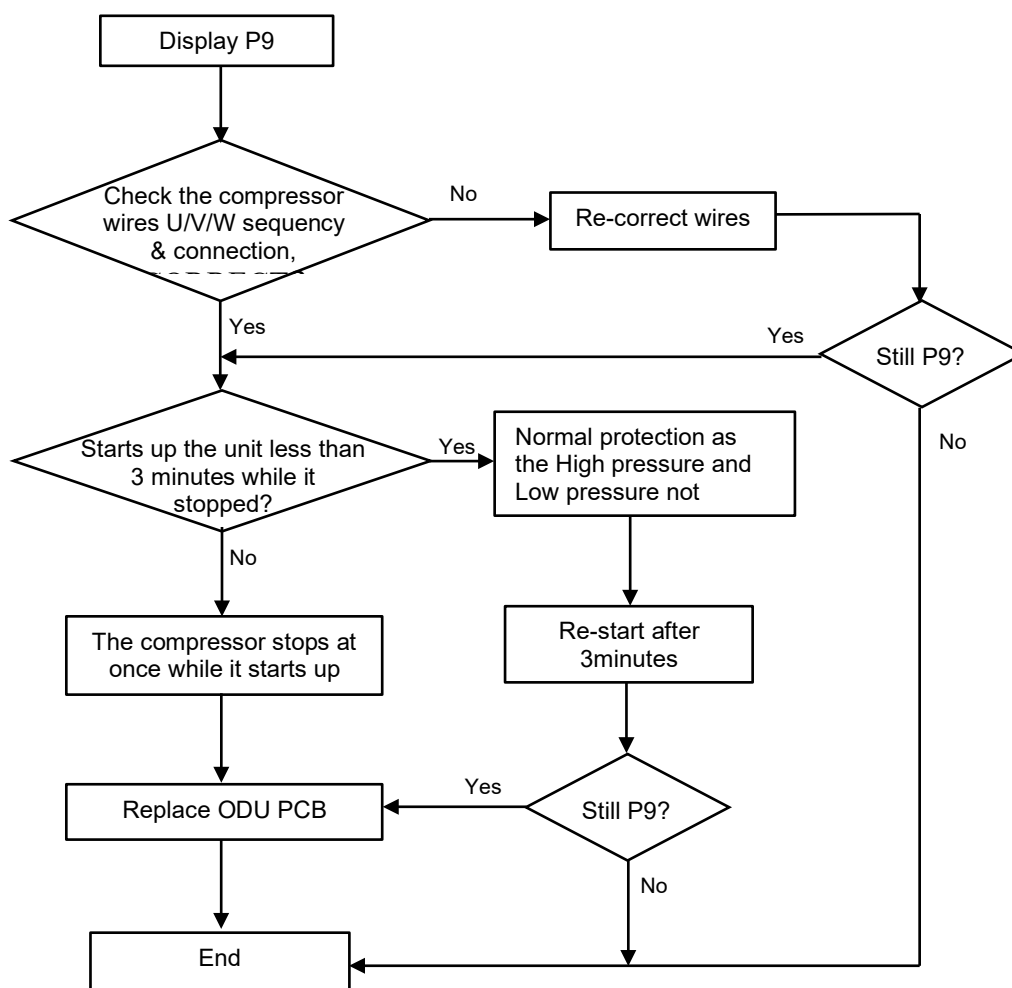 Display P9
Check the compressor
wires U/V/W sequency
& connection,
No
Re-correct wires
Yes
Yes
Still P9?
No
Starts up the unit less than
3 minutes while it
stopped?
Yes
Normal protection as
the High pressure and
Low pressure not
No
The compressor stops at
once while it starts up
Re-start after
3minutes
Replace ODU PCB
Yes
Still P9?
No
End